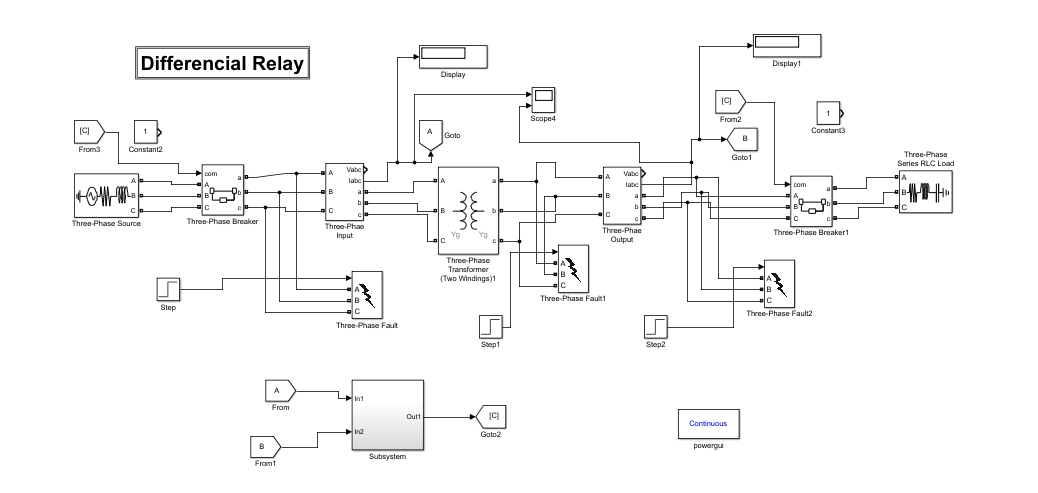 Differencial Relay
Display
Display1
[C]
From3
1
Constant2
A
Goto
Scope4
[C]
From2
B
Goto1
1
Constant3
A
B
C
Three-Phase Source
com
A
B
C
a
b
c
Three-Phase Breaker
A
B
C
Vabc
Iabc
a
b
c
Three-Phae
Input
A
B
C
a
b
c
Yg
Yg
Three-Phase
Transformer
(Two Windings)1
A
B
C
Vabc
Iabc
a
b
c
Three-Phae
Output
com
A
B
C
a
b
c
Three-Phase Breaker1
Three-Phase
Series RLC Load
A
B
C
Step
A
B
C
Three-Phase Fault
Step1
A
B
C
Three-Phase Fault1
Step2
A
B
C
Three-Phase Fault2
A
From
B
From1
In1
In2
Out1
Subsystem
[C]
Goto2
Continuous
powergui